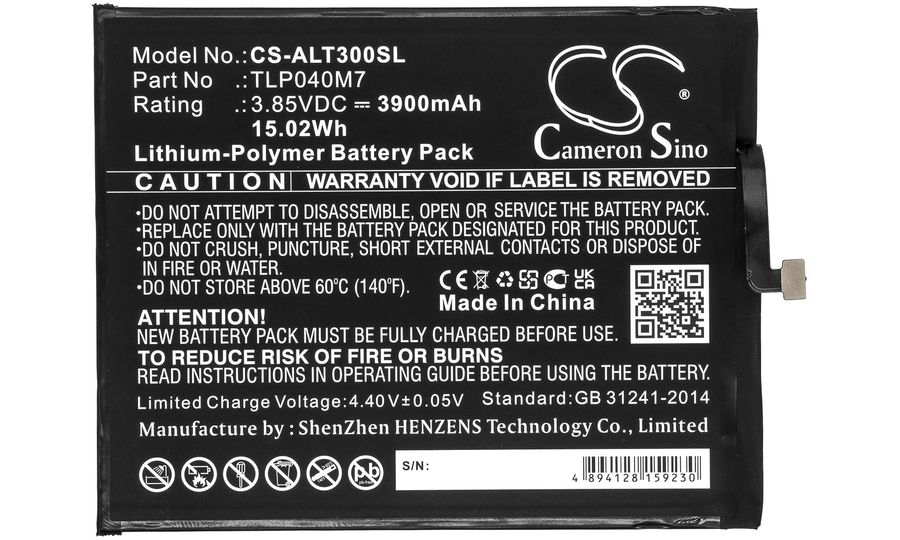 Model No.:CS-ALT300SL
Part No :TLP040M7
Rating :3.85VDC ⎓ 3900mAh
15.02Wh
Lithium-Polymer Battery Pack
Cameron Sino
®
CAUTION | WARRANTY VOID IF LABEL IS REMOVED
•DO NOT ATTEMPT TO DISASSEMBLE, OPEN OR SERVICE THE BATTERY PACK.
•REPLACE ONLY WITH THE BATTERY PACK DESIGNATED FOR THIS PRODUCT.
•DO NOT CRUSH, PUNCTURE, SHORT EXTERNAL CONTACTS OR DISPOSE OF
IN FIRE OR WATER.
•DO NOT STORE ABOVE 60°C (140°F).
CE UK CA
Made In China
ATTENTION!
NEW BATTERY PACK MUST BE FULLY CHARGED BEFORE USE.
TO REDUCE RISK OF FIRE OR BURNS
READ INSTRUCTIONS IN OPERATING GUIDE BEFORE USING THE BATTERY.
Limited Charge Voltage:4.40V±0.05V Standard:GB 31241-2014
Manufacture by : ShenZhen HENZENS Technology Co., Limited
Pb
S/N:
4 894128 159230